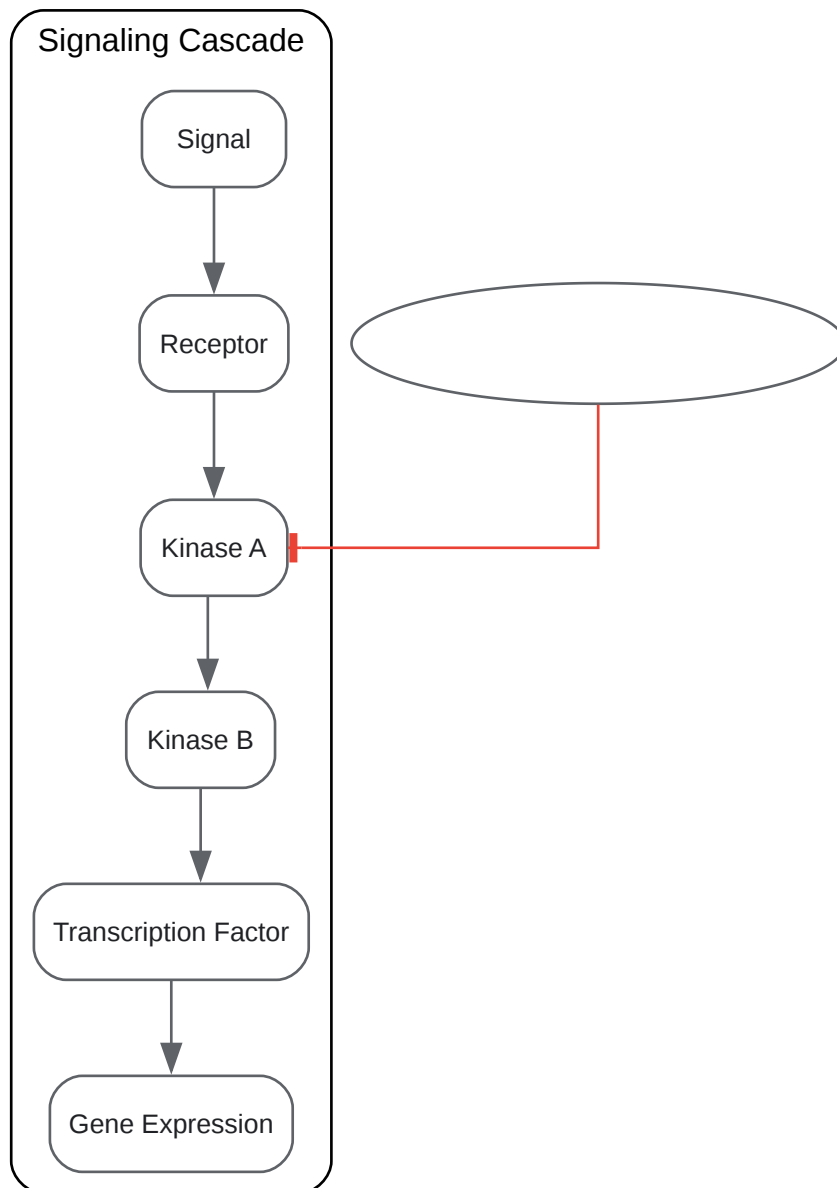 Signaling Cascade
Signal
Receptor
Kinase A
Kinase B
Transcription Factor
Gene Expression